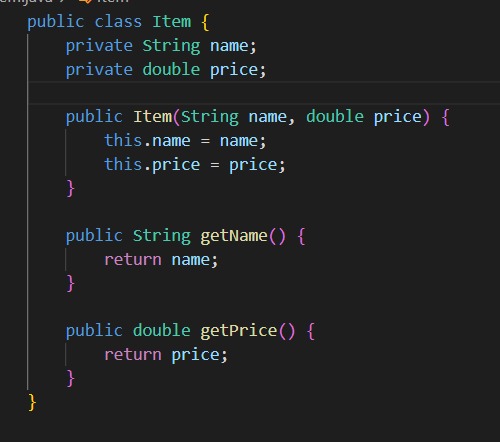 public class Item {
    private String name;
    private double price;

    public Item(String name, double price) {
        this.name = name;
        this.price = price;
    }

    public String getName() {
        return name;
    }

    public double getPrice() {
        return price;
    }
}